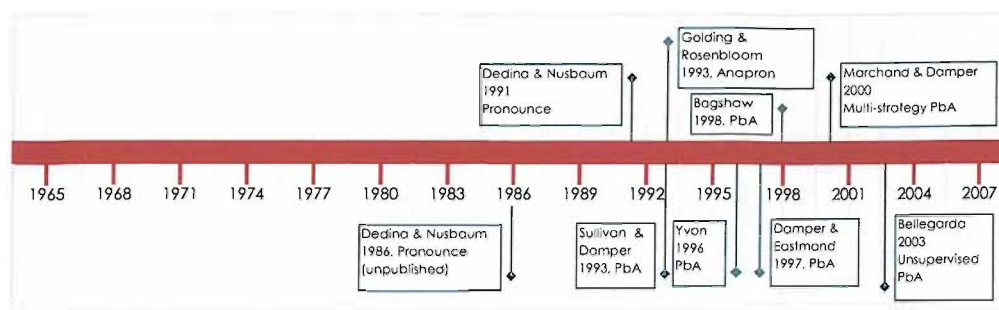 Golding &
Rosenbloom
1993, Anapron
Dedina & Nusbaum
1991
Pronounce
Bagshaw
1998, PbA
Marchand & Damper
2000
Multi-strategy PbA
1965 1968 1971 1974 1977 1980 1983 1986 1989 1992 1995 1998 2001 2004 2007
Dedina & Nusbaum
1986, Pronounce
(unpublished)
Sullivan &
Damper
1993, PbA
Yvon
1996
PbA
Damper &
Eastmond
1997, PbA
Bellegarda
2003
Unsupervised
PbA